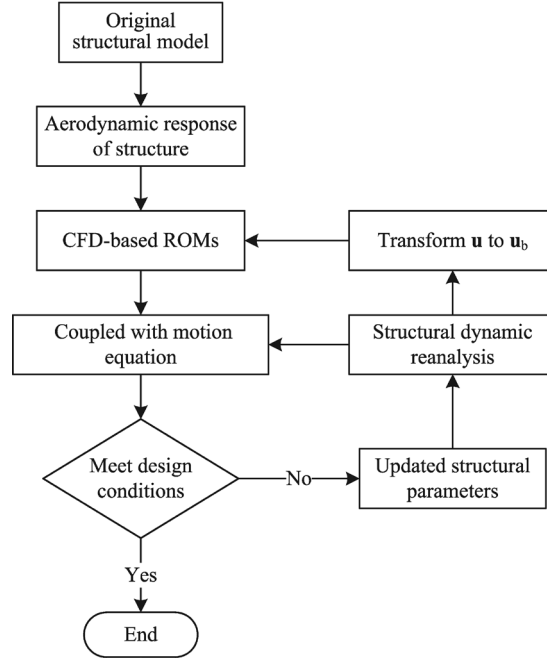 Original
structural model
Aerodynamic response
of structure
CFD-based ROMs
Transform u to u_b
Coupled with motion
equation
Structural dynamic
reanalysis
Meet design
conditions
No
Updated structural
parameters
Yes
End